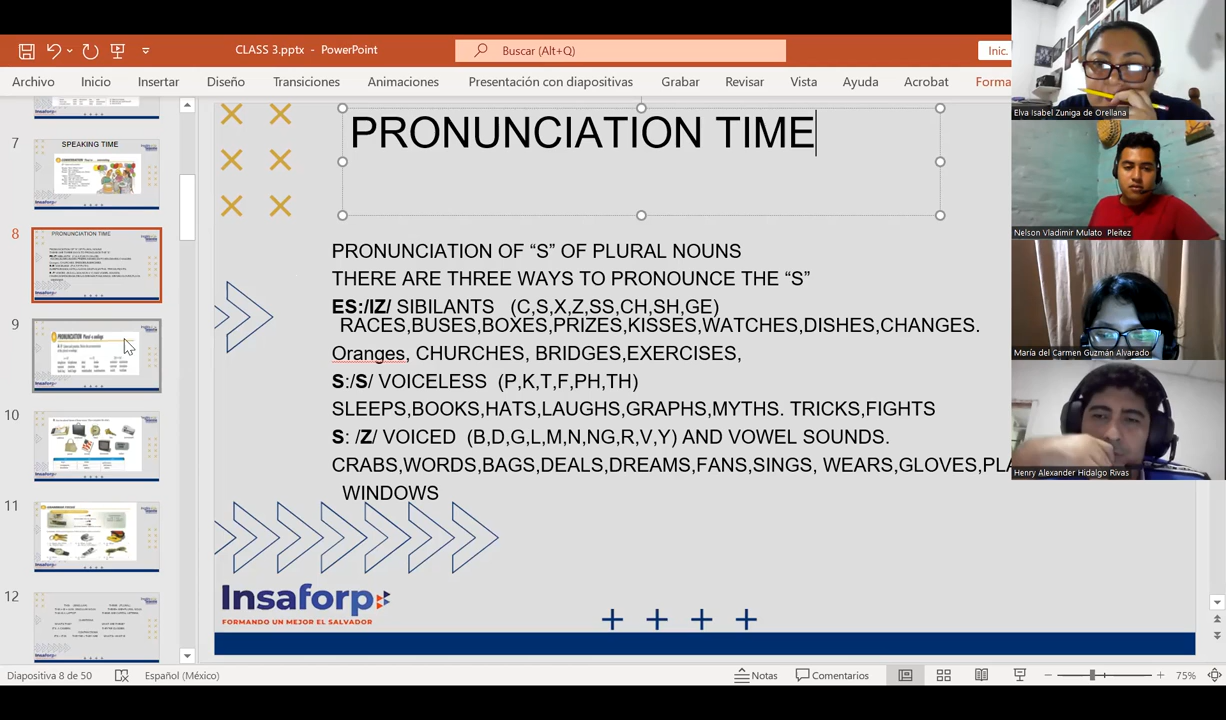 CLASS 3.pptx - PowerPoint
Buscar (Alt+Q)
Inic.
Archivo Inicio Insertar Diseño Transiciones Animaciones Presentación con diapositivas Grabar Revisar Vista Ayuda Acrobat Forma
7
SPEAKING TIME
8
PRONUNCIATION TIME
9
10
11
12
PRONUNCIATION TIME
PRONUNCIATION OF “S” OF PLURAL NOUNS
THERE ARE THREE WAYS TO PRONOUNCE THE “S”
ES:/IZ/ SIBILANTS (C,S,X,Z,SS,CH,SH,GE)
RACES,BUSES,BOXES,PRIZES,KISSES,WATCHES,DISHES,CHANGES.
Oranges, CHURCHES, BRIDGES,EXERCISES,
S:/S/ VOICELESS (P,K,T,F,PH,TH)
SLEEPS,BOOKS,HATS,LAUGHS,GRAPHS,MYTHS. TRICKS,FIGHTS
S: /Z/ VOICED (B,D,G,L,M,N,NG,R,V,Y) AND VOWEL SOUNDS.
CRABS,WORDS,BAGS,DEALS,DREAMS,FANS,SINGS, WEARS,GLOVES,PLA
WINDOWS
Insaforp
FORMANDO UN MEJOR EL SALVADOR
Elva Isabel Zuniga de Orellana
Nelson Vladimir Mulato Pleitez
María del Carmen Guzmán Alvarado
Henry Alexander Hidalgo Rivas
Diapositiva 8 de 50
Español (México)
Notas
Comentarios
75%